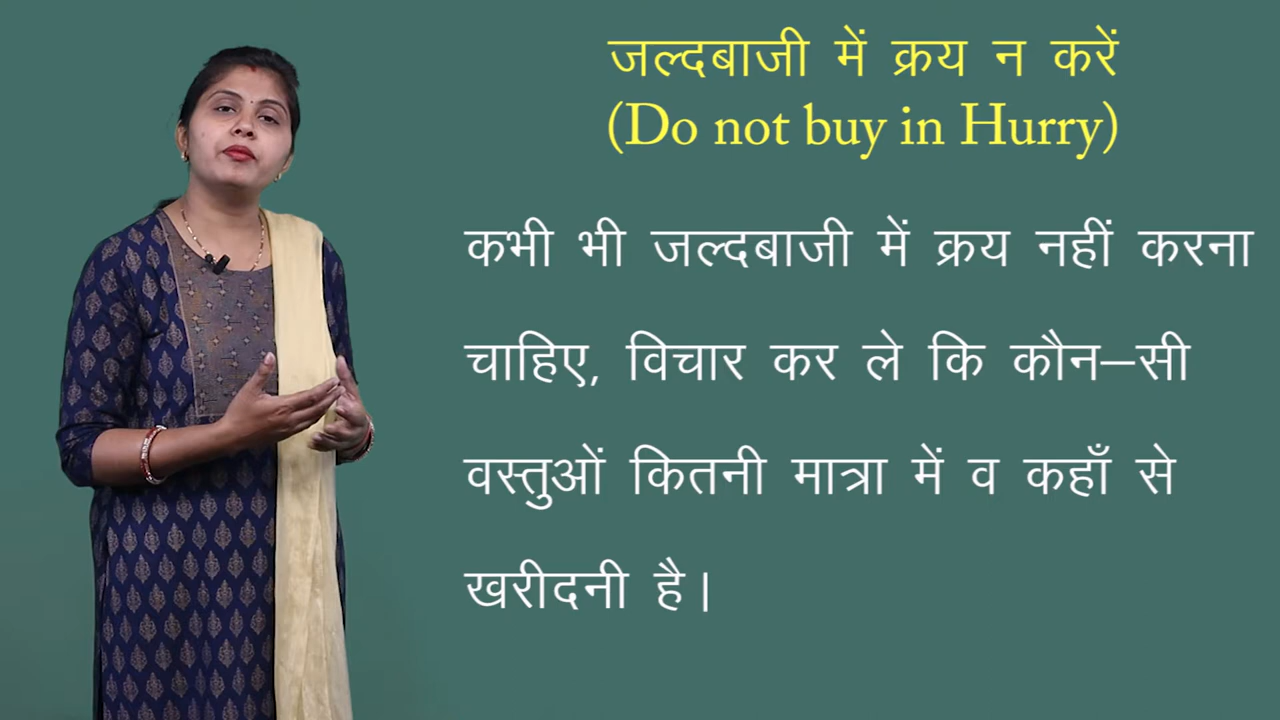 जल्दबाजी में क्रय न करें
(Do not buy in Hurry)
कभी भी जल्दबाजी में क्रय नहीं करना
चाहिए, विचार कर ले कि कौन–सी
वस्तुओं कितनी मात्रा में व कहाँ से
खरीदनी है।